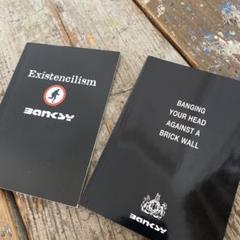 Existencilism
BANKSY
BANGING
YOUR HEAD
AGAINST A
BRICK WALL
BANKSY